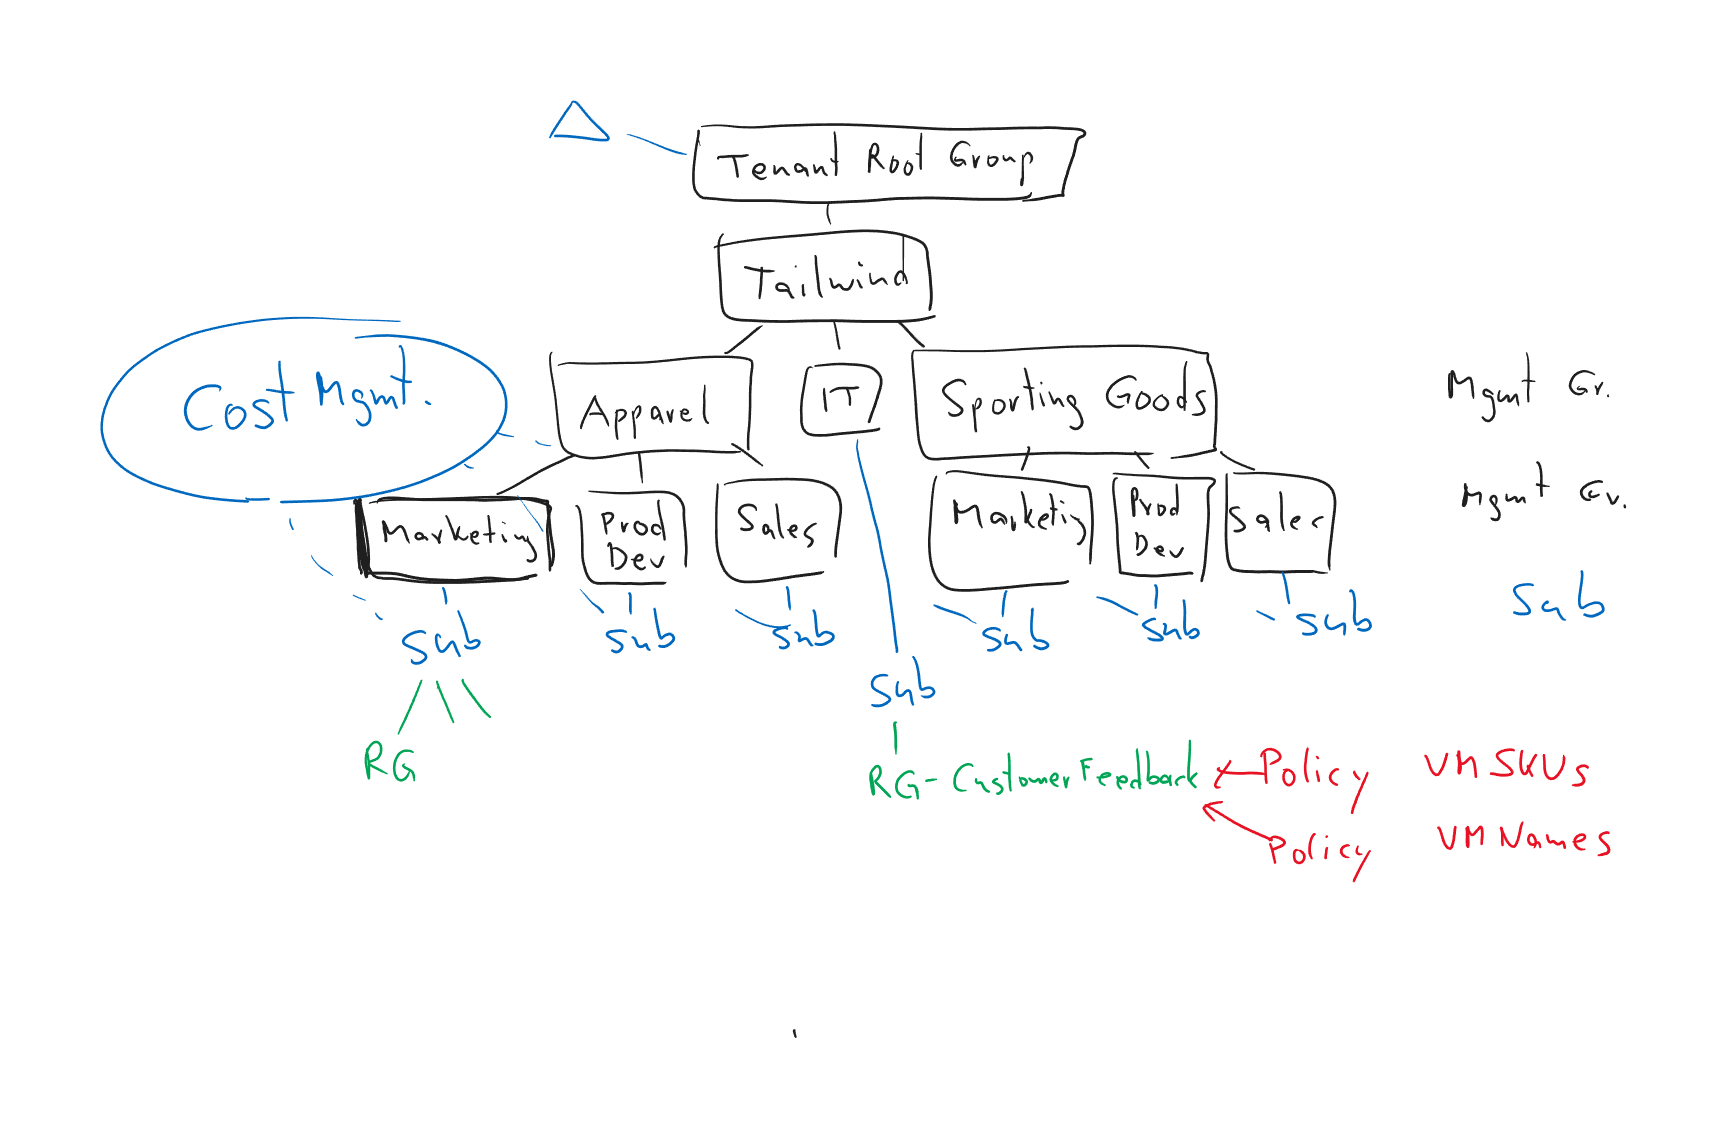 Tenant Root Group
Tailwind
Cost Mgmt.
Apparel
IT
Sporting Goods
Mgmt Gr.
Marketing
Prod
Dev
Sales
Marketing
Prod
Dev
Sales
Mgmt Gr.
Sub
Sub
Sub
Sub
Sub
Sub
Sub
Sub
RG
RG-CustomerFeedback
Policy
VM SKUs
Policy
VM Names